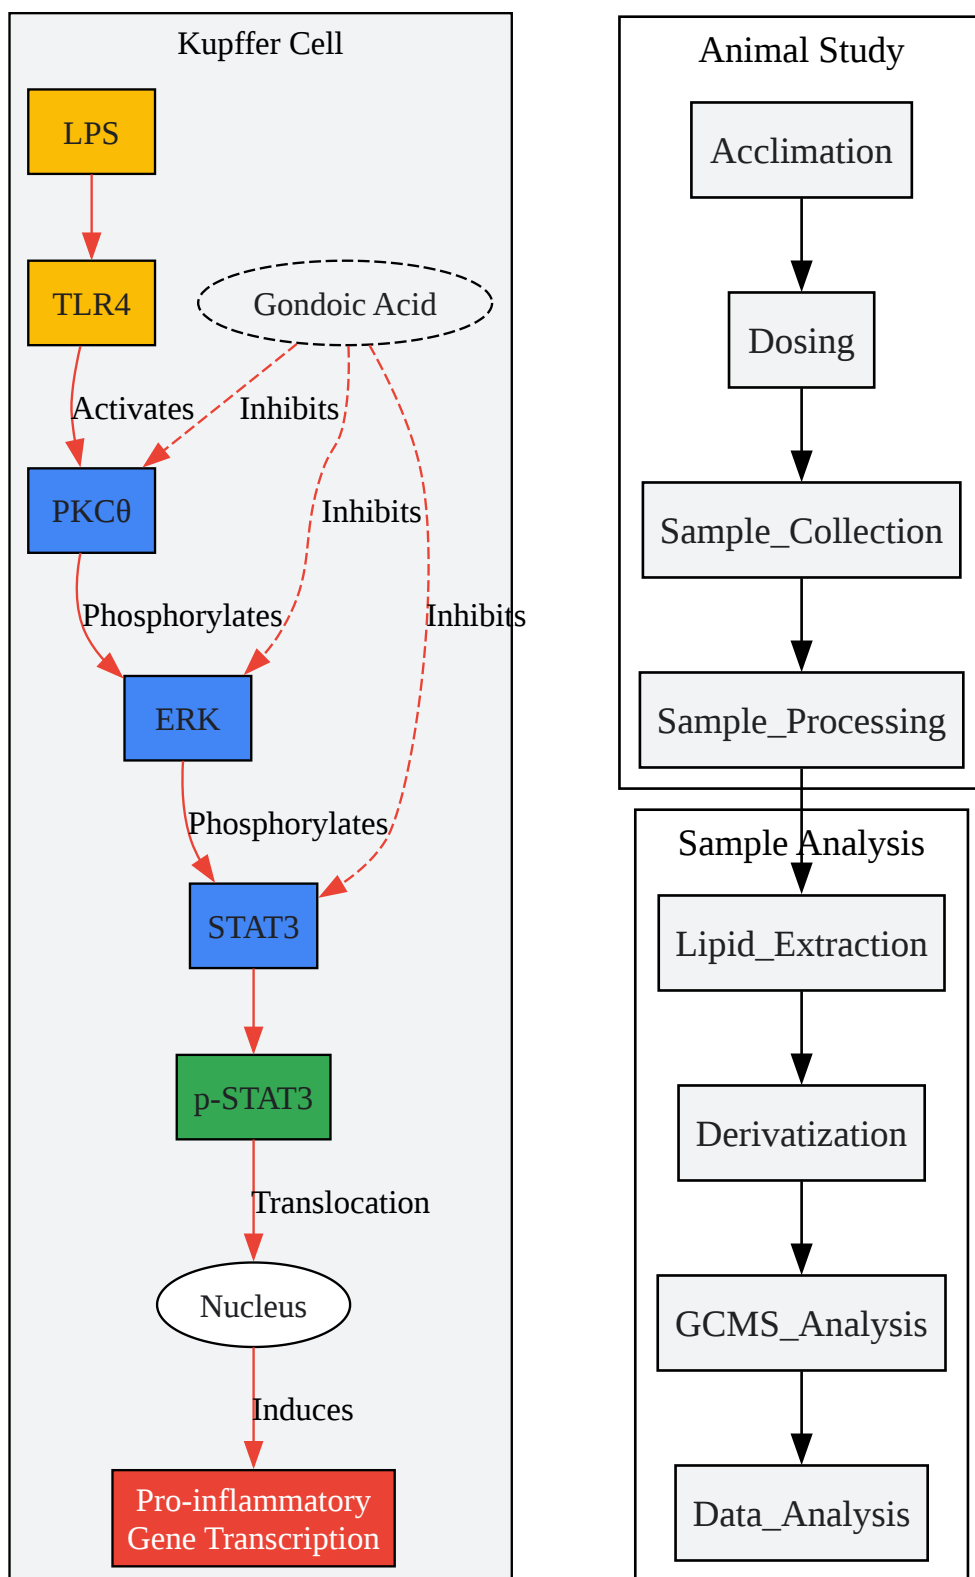 Kupffer Cell
LPS
TLR4
Gondoic Acid
Activates
Inhibits
PKCθ
Inhibits
Phosphorylates
Inhibits
ERK
Phosphorylates
STAT3
p-STAT3
Translocation
Nucleus
Induces
Pro-inflammatory
Gene Transcription
Animal Study
Acclimation
Dosing
Sample_Collection
Sample_Processing
Sample Analysis
Lipid_Extraction
Derivatization
GCMS_Analysis
Data_Analysis